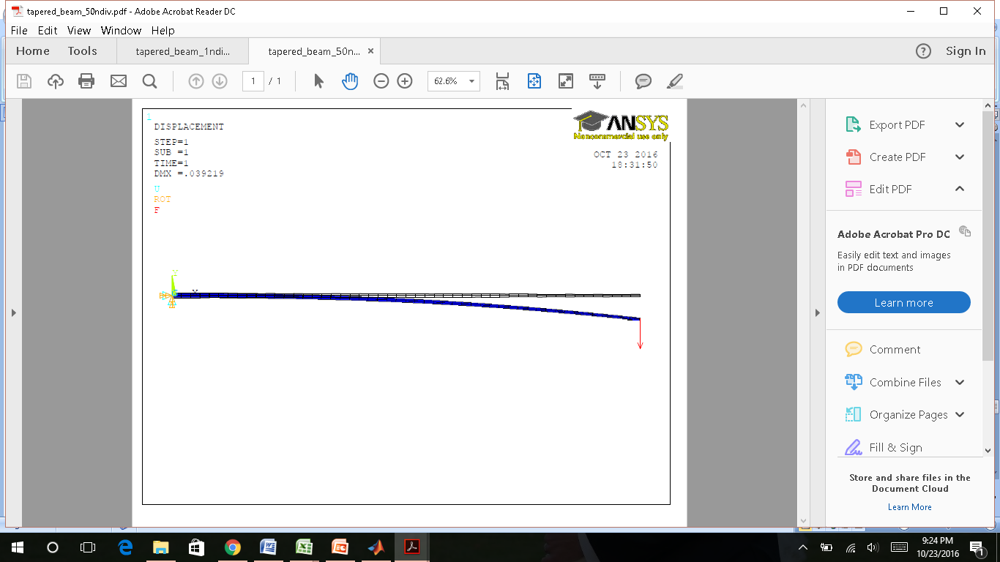 tapered_beam_50ndiv.pdf - Adobe Acrobat Reader DC
File Edit View Window Help
Home Tools tapered_beam_1ndi... tapered_beam_50n... Sign In
1 / 1 62.6%
1
DISPLACEMENT
STEP=1
SUB =1
TIME=1
DMX =.039219
U
ROT
F
ANSYS
Noncommercial use only
OCT 23 2016
18:31:50
Y
X
Export PDF
Create PDF
Edit PDF
Adobe Acrobat Pro DC
Easily edit text and images
in PDF documents
Learn more
Comment
Combine Files
Organize Pages
Fill & Sign
Store and share files in the
Document Cloud
Learn More
9:24 PM
10/23/2016
1